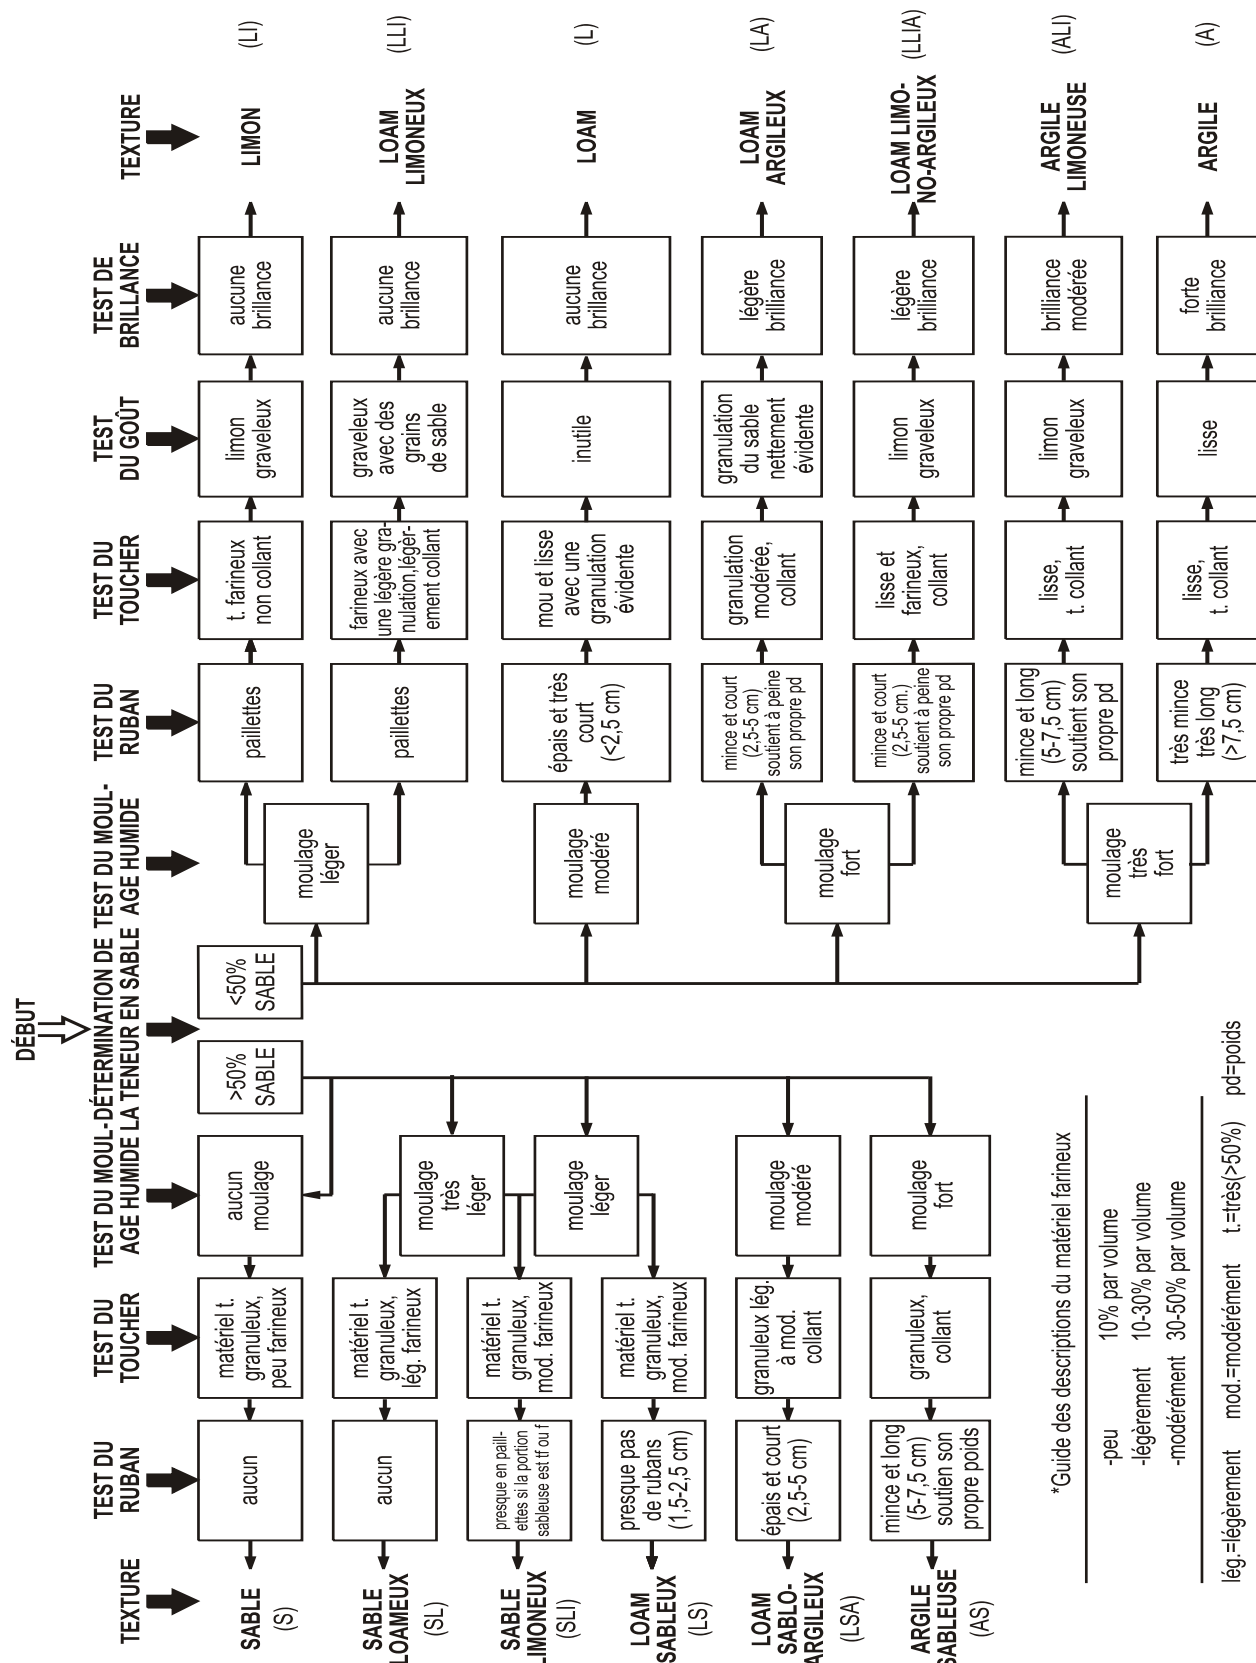 DÉBUT
TEXTURE
TEST DU
RUBAN
TEST DU
TOUCHER
TEST DU MOUL-DÉTERMINATION DE TEST DU MOUL-
AGE HUMIDE LA TENEUR EN SABLE AGE HUMIDE
TEST DU
RUBAN
TEST DU
TOUCHER
TEST
DU GOÛT
TEST DE
BRILLANCE
TEXTURE
>50%
SABLE
<50%
SABLE
SABLE
(S)
aucun
matériel t.
granuleux,
peu farineux
aucun
moulage
SABLE
LOAMEUX
(SL)
aucun
matériel t.
granuleux,
lég. farineux
moulage
très
léger
SABLE
LIMONEUX
(SLI)
presque en paill-
ettes si la portion
sableuse est tf ou f
matériel t.
granuleux,
mod. farineux
moulage
léger
LOAM
SABLEUX
(LS)
presque pas
de rubans
(1,5-2,5 cm)
matériel t.
granuleux,
mod. farineux
LOAM
SABLO-
ARGILEUX
(LSA)
épais et court
(2,5-5 cm)
granuleux lég.
à mod.
collant
moulage
modéré
ARGILE
SABLEUSE
(AS)
mince et long
(5-7,5 cm)
soutien son
propre poids
granuleux,
collant
moulage
fort
moulage
léger
paillettes
t. farineux
non collant
limon
graveleux
aucune
brillance
LIMON
(LI)
paillettes
farineux avec
une légère gra-
nulation,légèr-
ement collant
graveleux
avec des
grains
de sable
aucune
brillance
LOAM
LIMONEUX
(LLI)
moulage
modéré
épais et très
court
(<2,5 cm)
mou et lisse
avec une
granulation
évidente
inutile
aucune
brillance
LOAM
(L)
moulage
fort
mince et court
(2,5-5 cm)
soutient à peine
son propre pd
granulation
modérée,
collant
granulation
du sable
nettement
évidente
légère
brilliance
LOAM
ARGILEUX
(LA)
mince et court
(2,5-5 cm.)
soutient à peine
son propre pd
lisse et
farineux,
collant
limon
graveleux
légère
brilliance
LOAM LIMO-
NO-ARGILEUX
(LLIA)
moulage
très
fort
mince et long
(5-7,5 cm)
soutient son
propre pd
lisse,
t. collant
limon
graveleux
brilliance
modérée
ARGILE
LIMONEUSE
(ALI)
très mince
très long
(>7,5 cm)
lisse,
t. collant
lisse
forte
brilliance
ARGILE
(A)
*Guide des descriptions du matériel farineux
-peu 10% par volume
-légèrement 10-30% par volume
-modérément 30-50% par volume
lég.=légèrement mod.=modérément t.=très(>50%) pd=poids